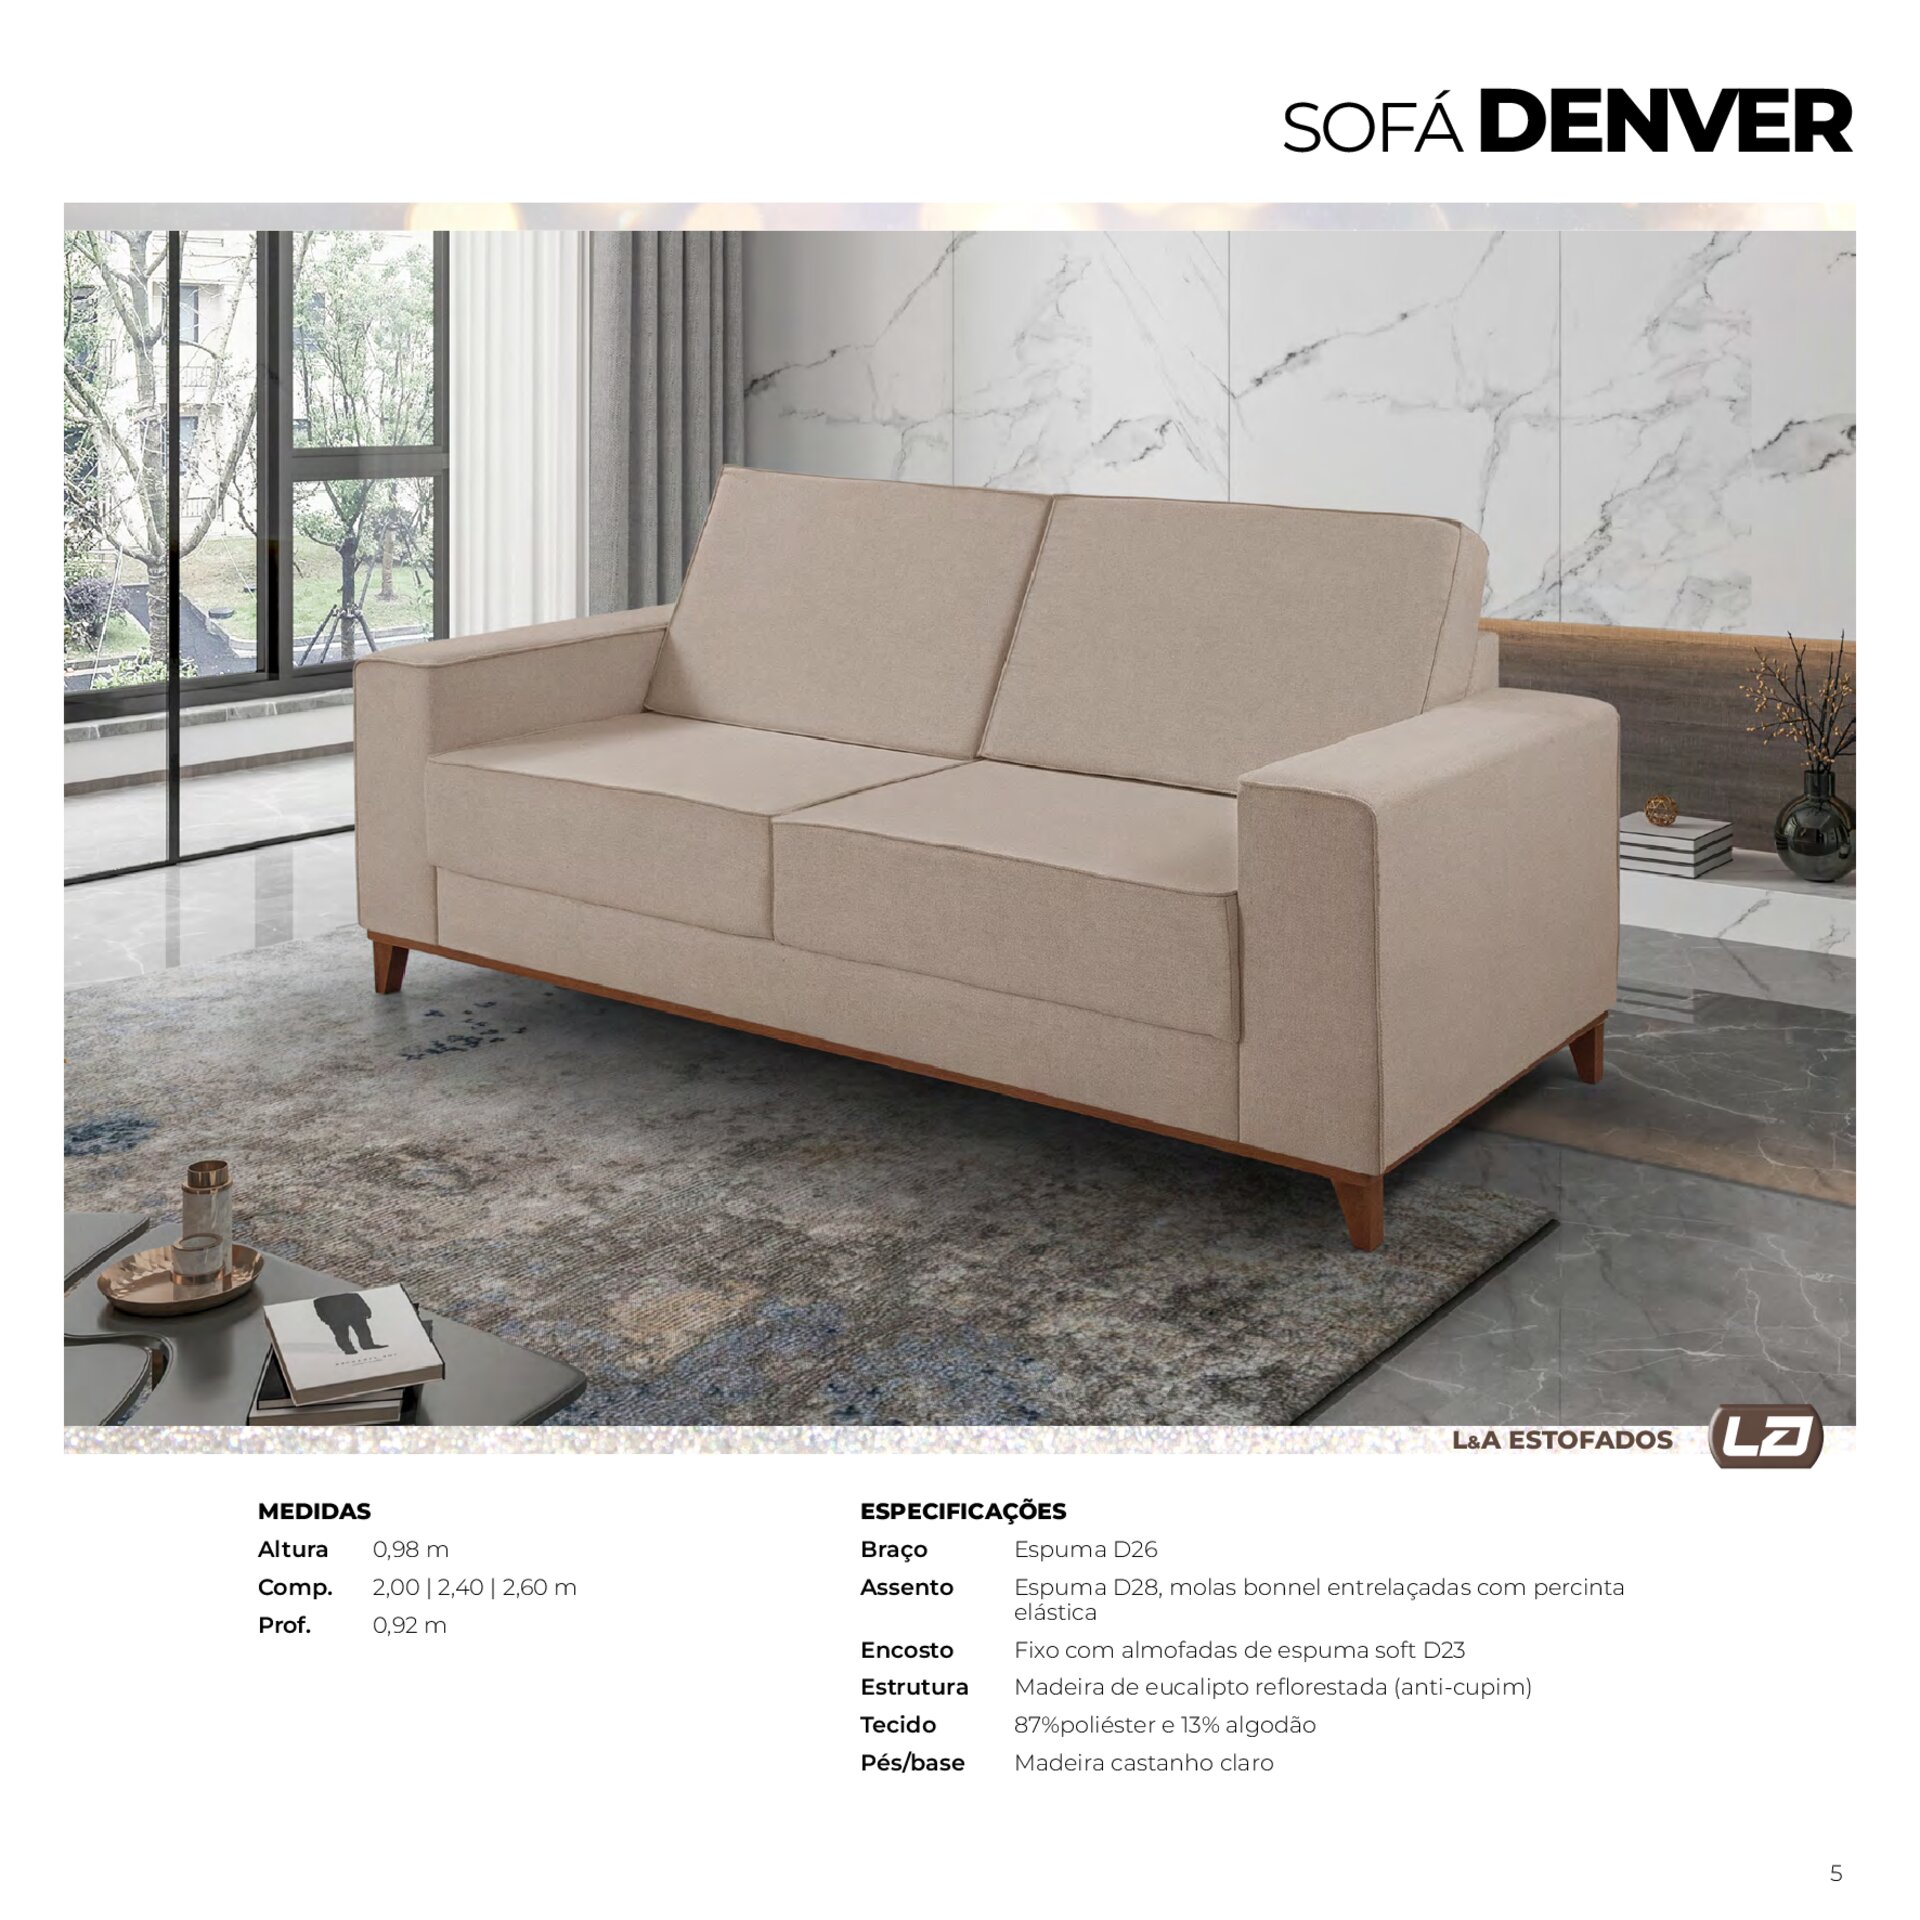 SOFÁ DENVER
L&A ESTOFADOS
LA
MEDIDAS
Altura 0,98 m
Comp. 2,00 | 2,40 | 2,60 m
Prof. 0,92 m
ESPECIFICAÇÕES
Braço Espuma D26
Assento Espuma D28, molas bonnel entrelaçadas com percinta
elástica
Encosto Fixo com almofadas de espuma soft D23
Estrutura Madeira de eucalipto reflorestada (anti-cupim)
Tecido 87%poliéster e 13% algodão
Pés/base Madeira castanho claro
5